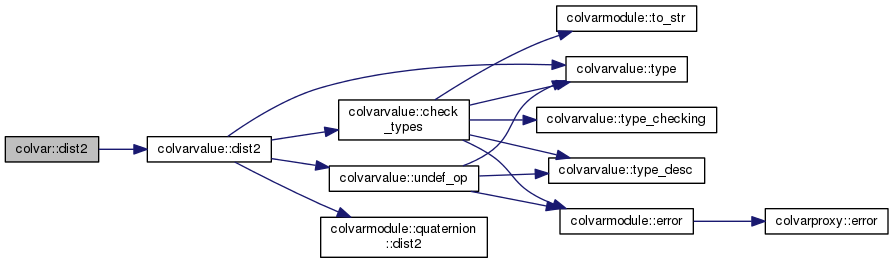 colvar::dist2
colvarvalue::dist2
colvarvalue::check
_types
colvarvalue::undef_op
colvarmodule::quaternion
::dist2
colvarmodule::to_str
colvarvalue::type
colvarvalue::type_checking
colvarvalue::type_desc
colvarmodule::error
colvarproxy::error